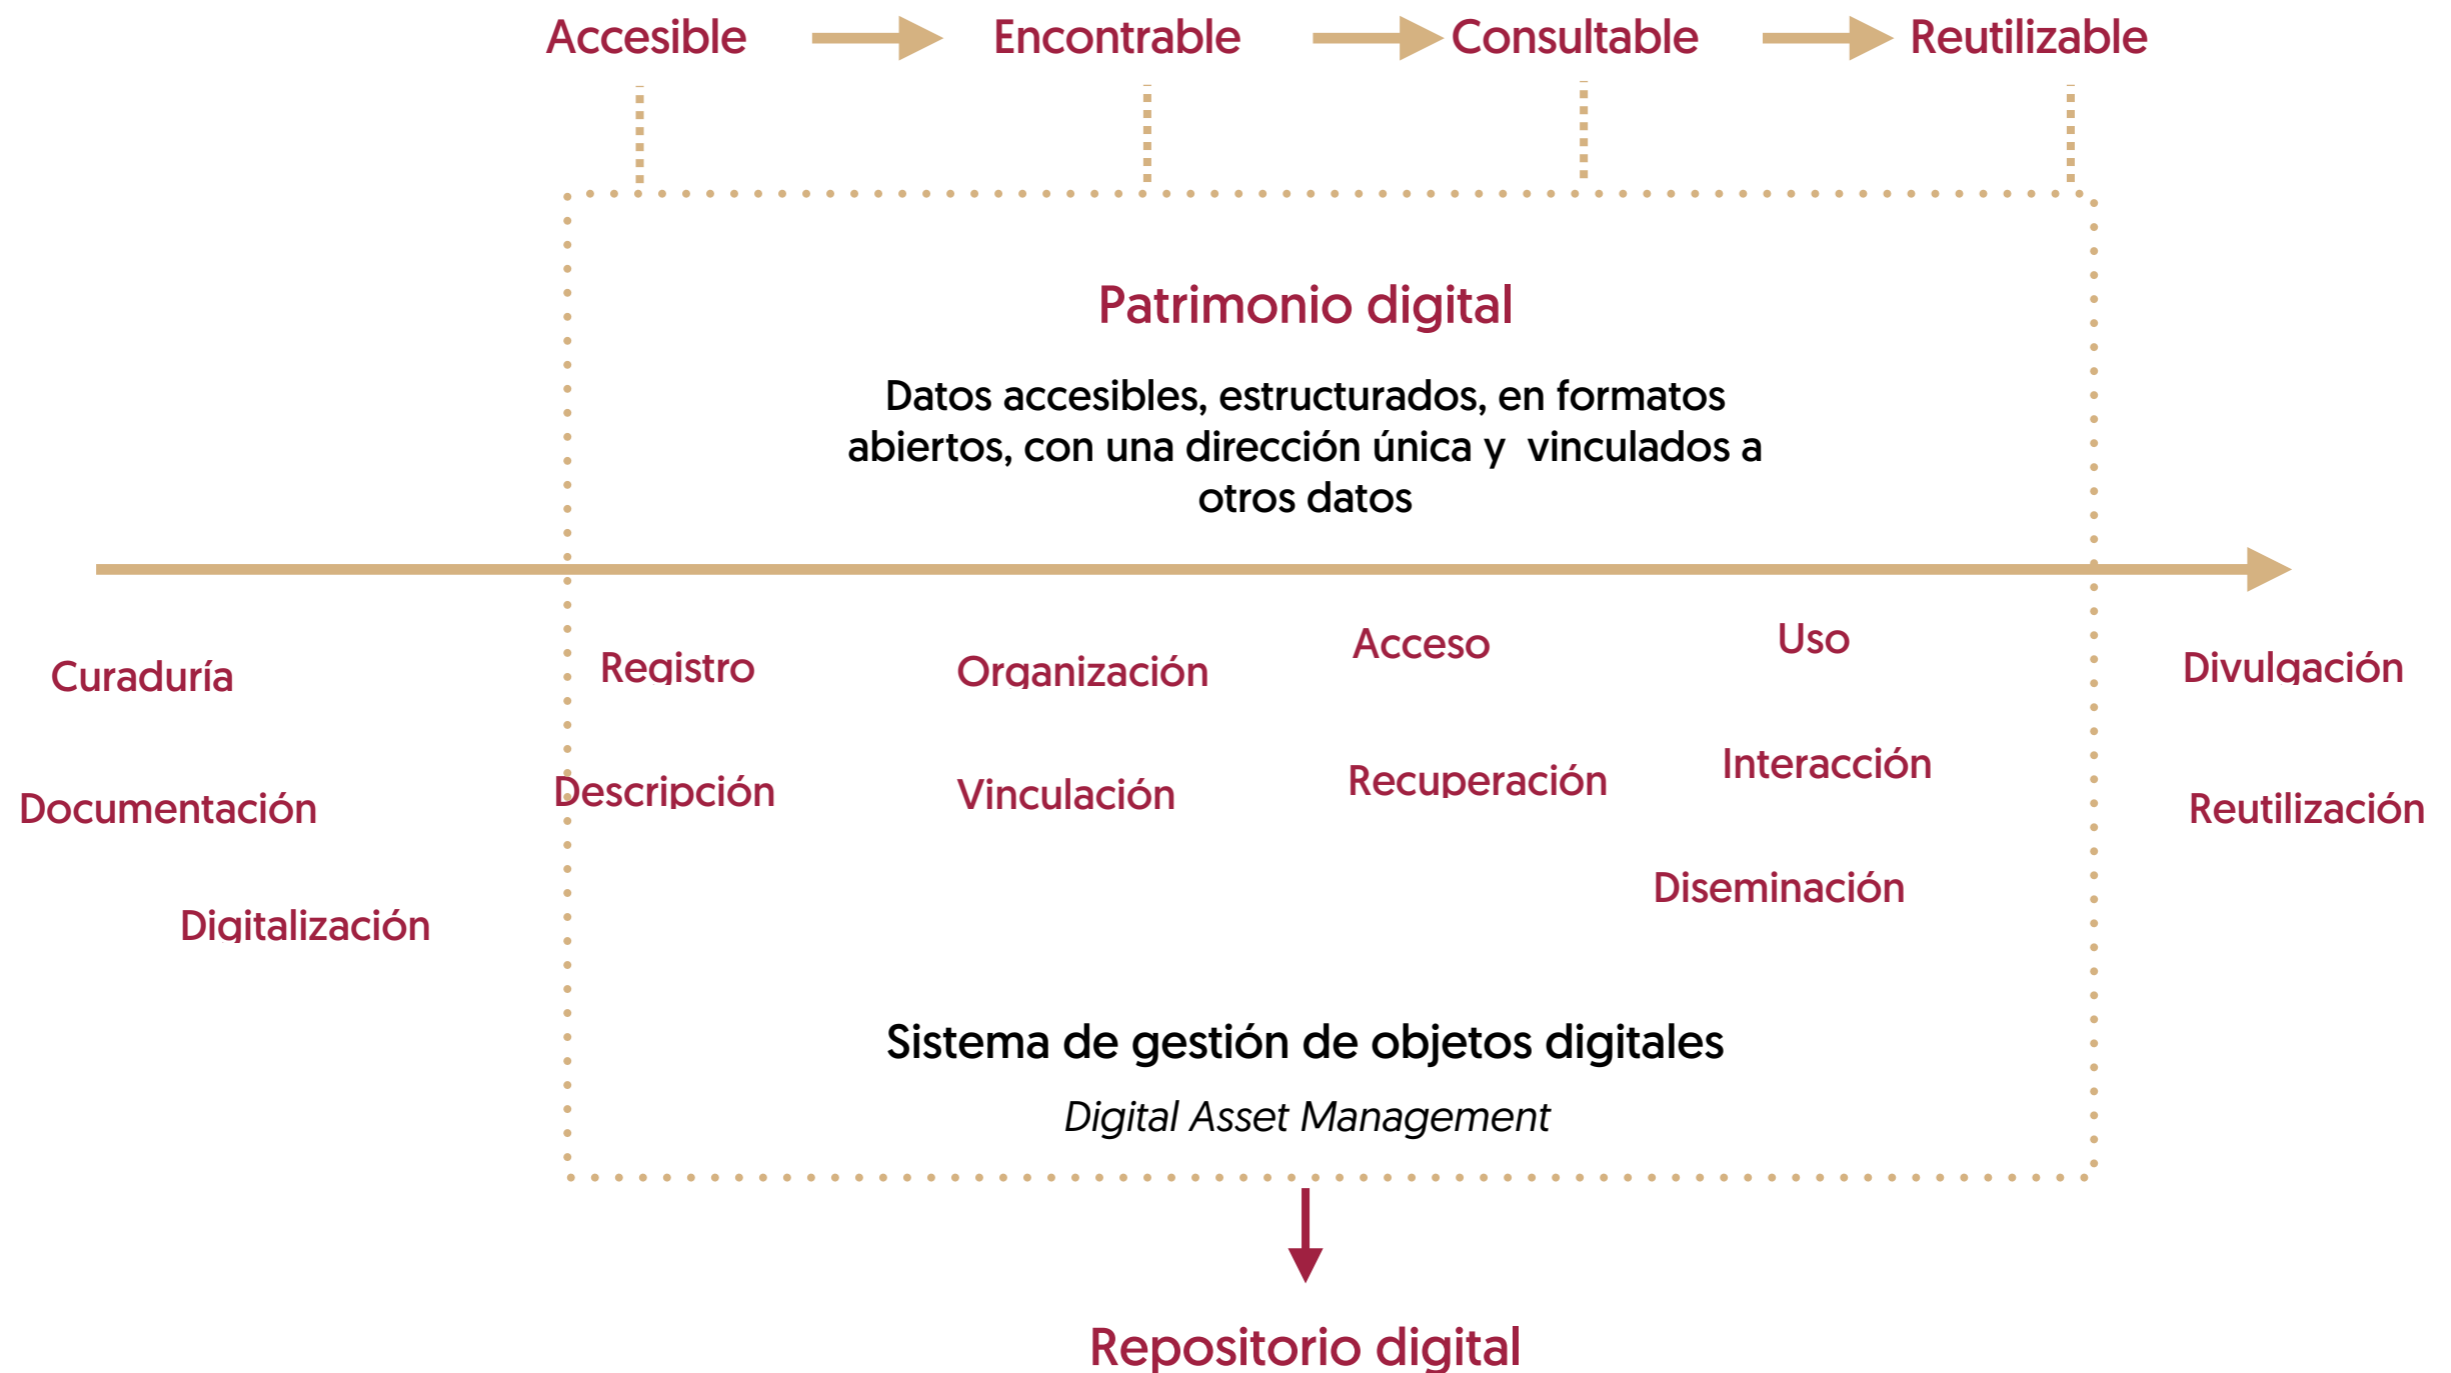 Accesible
Encontrable
Consultable
Reutilizable
Patrimonio digital
Datos accesibles, estructurados, en formatos
abiertos, con una dirección única y vinculados a
otros datos
Curaduría
Documentación
Digitalización
Registro
Descripción
Organización
Vinculación
Acceso
Recuperación
Uso
Interacción
Diseminación
Divulgación
Reutilización
Sistema de gestión de objetos digitales
Digital Asset Management
Repositorio digital